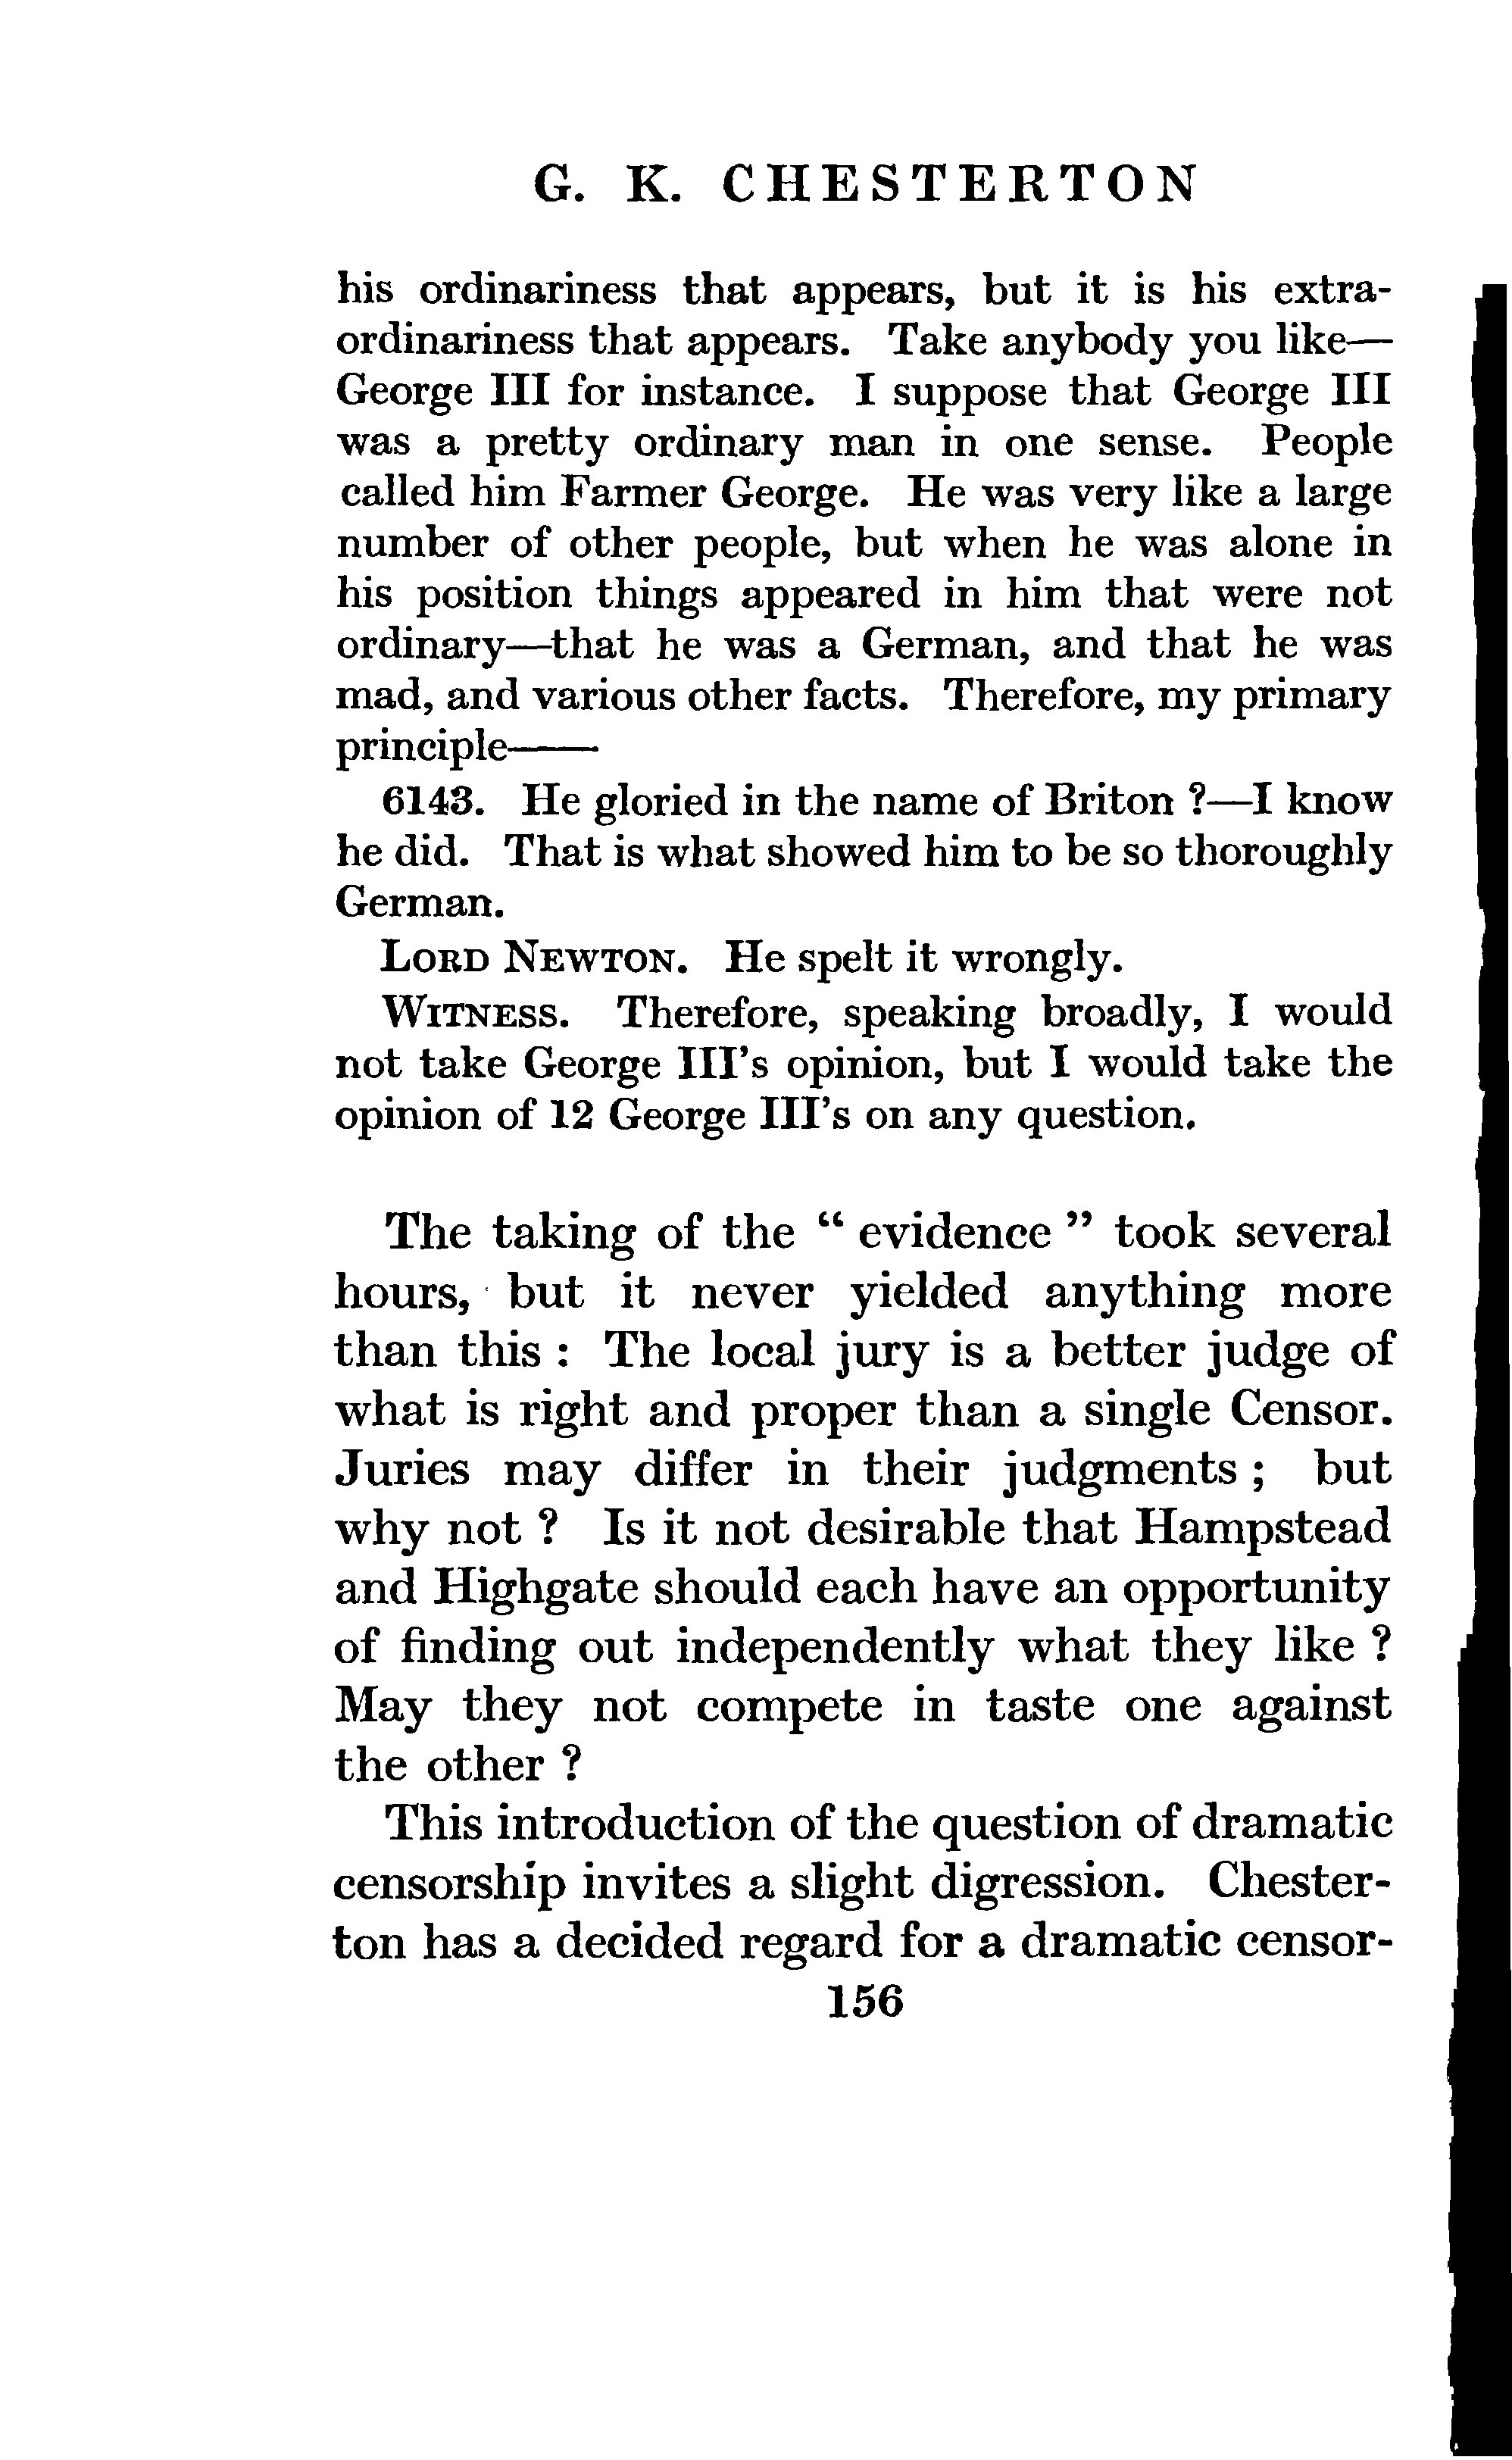 G. K. CHESTERTON
his ordinariness that appears, but it is his extra-
ordinariness that appears. Take anybody you like—
George III for instance. I suppose that George III
was a pretty ordinary man in one sense. People
called him Farmer George. He was very like a large
number of other people, but when he was alone in
his position things appeared in him that were not
ordinary—that he was a German, and that he was
mad, and various other facts. Therefore, my primary
principle——
6143. He gloried in the name of Briton ?—I know
he did. That is what showed him to be so thoroughly
German.
LORD NEWTON. He spelt it wrongly.
WITNESS. Therefore, speaking broadly, I would
not take George III's opinion, but I would take the
opinion of 12 George III's on any question.
The taking of the “ evidence ” took several
hours, but it never yielded anything more
than this : The local jury is a better judge of
what is right and proper than a single Censor.
Juries may differ in their judgments ; but
why not ? Is it not desirable that Hampstead
and Highgate should each have an opportunity
of finding out independently what they like ?
May they not compete in taste one against
the other ?
This introduction of the question of dramatic
censorship invites a slight digression. Chester-
ton has a decided regard for a dramatic censor-
156